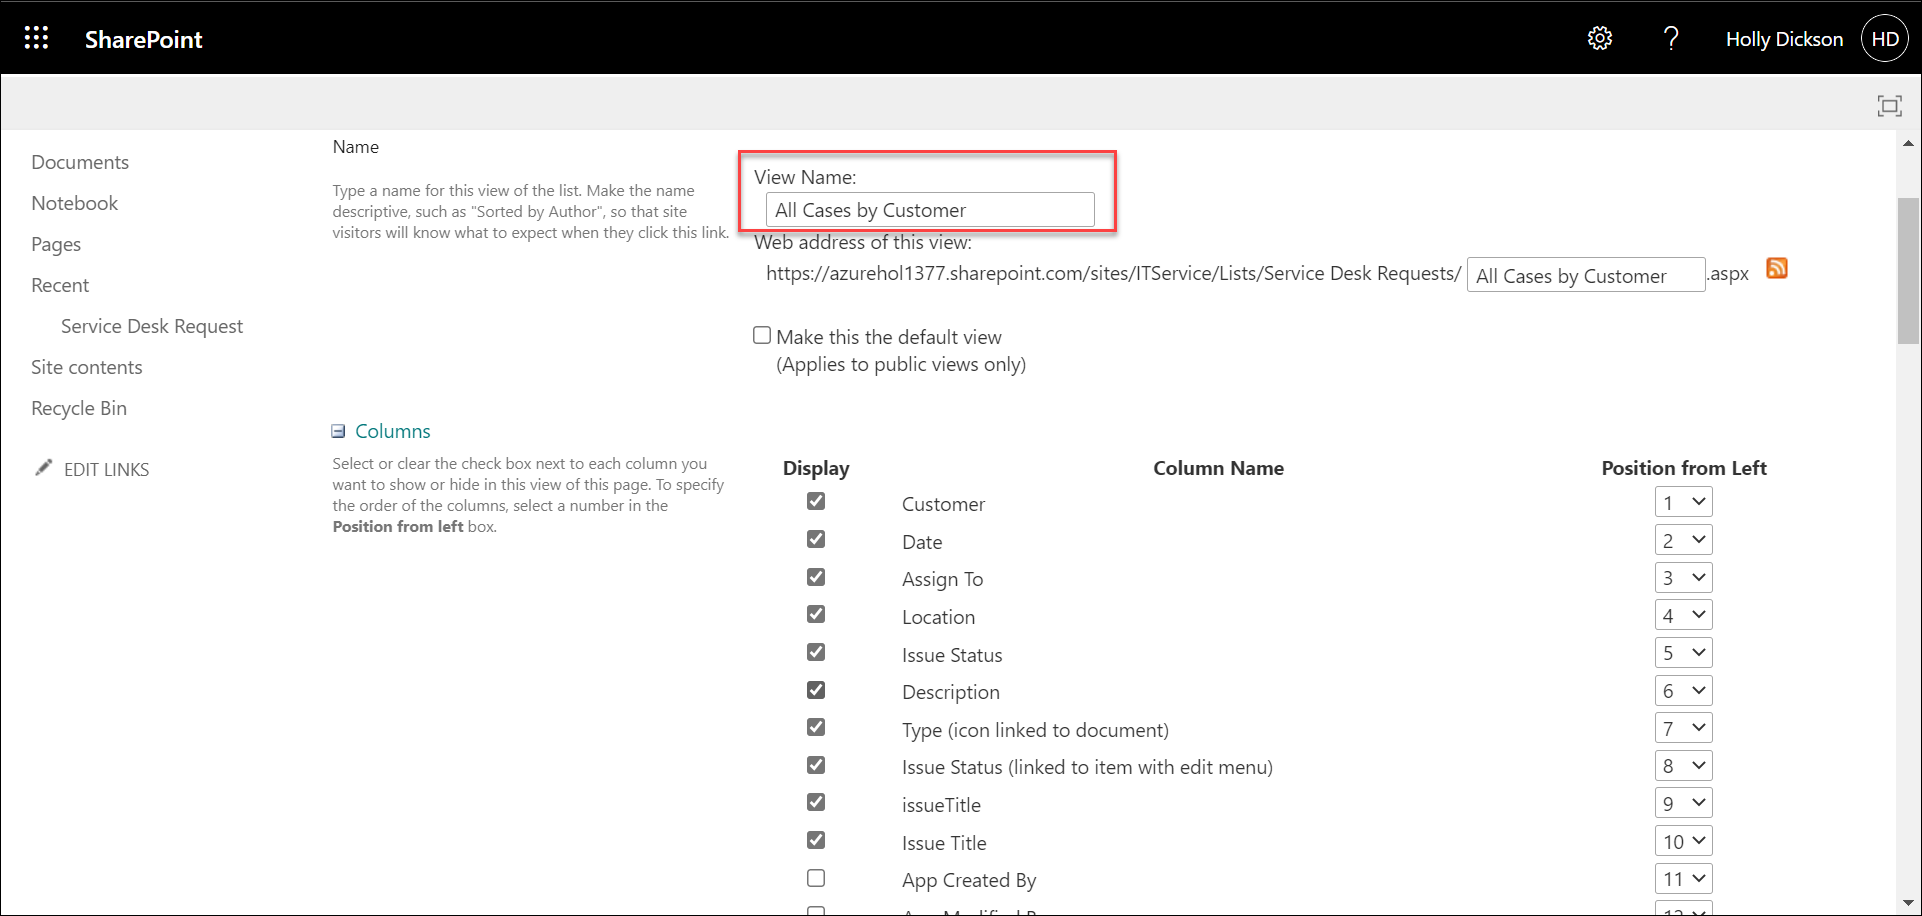 SharePoint
?
Holly Dickson
HD
Documents
Notebook
Pages
Recent
Service Desk Request
Site contents
Recycle Bin
EDIT LINKS
Name
Type a name for this view of the list. Make the name
descriptive, such as "Sorted by Author", so that site
visitors will know what to expect when they click this link.
View Name:
All Cases by Customer
Web address of this view:
https://azurehol1377.sharepoint.com/sites/ITService/Lists/Service Desk Requests/ All Cases by Customer .aspx
Make this the default view
(Applies to public views only)
Columns
Select or clear the check box next to each column you
want to show or hide in this view of this page. To specify
the order of the columns, select a number in the
Position from left box.
Display Column Name Position from Left
Customer 1
Date 2
Assign To 3
Location 4
Issue Status 5
Description 6
Type (icon linked to document) 7
Issue Status (linked to item with edit menu) 8
issueTitle 9
Issue Title 10
App Created By 11